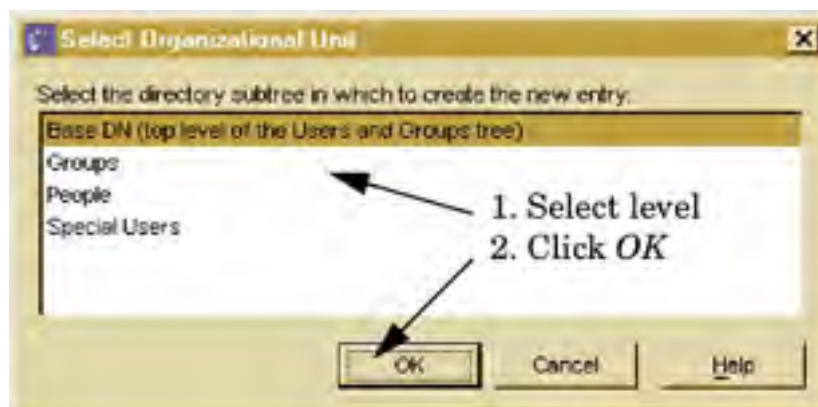 Select Organizational Unit
Select the directory subtree in which to create the new entry:
Base DN (top level of the Users and Groups tree)
Groups
People
Special Users
1. Select level
2. Click OK
OK
Cancel
Help